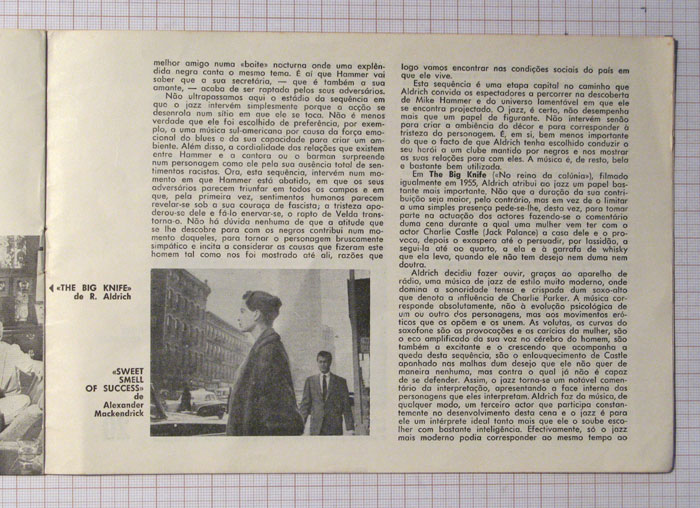 melhor amigo numa «boite» nocturna onde uma explên-
dida negra canta o mesmo tema. É aí que Hammer vai
saber que a sua secretária, — que é também a sua
amante, — acaba de ser raptada pelos seus adversários.
Não ultrapassamos aqui o estádio da sequência em
que o jazz intervém simplesmente porque a acção se
desenrola num sítio em que ele se toca. Não é menos
verdade que ele foi escolhido de preferência, por exem-
plo, a uma música sul-americana por causa da força emo-
cional do blues e da sua capacidade para criar um am-
biente. Além disso, a cordialidade das relações que existem
entre Hammer e a cantora ou o barman surpreende
num personagem como ele pela sua ausência total de sen-
timentos racistas. Ora, esta sequência, intervém num mo-
mento em que Hammer está abatido, em que os seus
adversários parecem triunfar em todos os campos e em
que, pela primeira vez, sentimentos humanos parecem
revelar-se sob a sua couraça de fascista; a tristeza apo-
derou-se dele e fá-lo enervar-se, o rapto de Velda trans-
torna-o. Não há dúvida nenhuma de que a atitude que
se lhe descobre para com os negros contribui num mo-
mento daqueles, para tornar o personagem bruscamente
simpático e incita a considerar as causas que fizeram este
homem tal como nos foi mostrado até ali, razões que
«THE BIG KNIFE»
de R. Aldrich
«SWEET
SMELL
OF SUCCESS»
de
Alexander
Mackendrick
logo vamos encontrar nas condições sociais do país em
que ele vive.
Esta sequência é uma etapa capital no caminho que
Aldrich convida os espectadores a percorrer na descoberta
de Mike Hammer e do universo lamentável em que ele
se encontra projectado. O jazz, é certo, não desempenha
mais que um papel de figurante. Não intervém senão
para criar a ambiência do décor e para corresponder à
tristeza do personagem. É, em si, bem menos importante
do que o facto de que Aldrich tenha escolhido conduzir o
seu herói a um clube mantido por negros e nos mostrar
as suas relações para com eles. A música é, de resto, bela
e bastante bem utilizada.
Em The Big Knife («No reino da calúnia»), filmado
igualmente em 1955, Aldrich atribui ao jazz um papel bas-
tante mais importante. Não que a duração da sua contri-
buição seja maior, pelo contrário, mas em vez de o limitar
a uma simples presença pede-se-lhe, desta vez, para tomar
parte na actuação dos actores fazendo-se o comentário
duma cena durante a qual uma mulher vem ter com o
actor Charlie Castle (Jack Palance) a casa dele e o pro-
voca, depois o exaspera até o persuadir, por lassidão, a
segui-la até ao quarto, a ela e à garrafa de whisky
que ela leva, quando ele não tem desejo nem duma nem
doutra.
Aldrich decidiu fazer ouvir, graças ao aparelho de
rádio, uma música de jazz de estilo muito moderno, onde
domina a sonoridade tensa e crispada dum saxo-alto
que denota a influência de Charlie Parker. A música cor-
responde absolutamente, não à evolução psicológica de
um ou outro dos personagens, mas aos movimentos eró-
ticos que os opõem e os unem. As volutas, as curvas do
saxofone são as provocações e as carícias da mulher, são
o eco amplificado da sua voz no cérebro do homem, são
também a excitante e o crescendo que acompanha a
queda desta sequência, são o enlouquecimento de Castle
apanhado nas malhas dum desejo que ele não quer de
maneira nenhuma, mas contra o qual já não é capaz
de se defender. Assim, o jazz torna-se um notável comen-
tário da interpretação, apresentando a face interna dos
personagens que eles interpretam. Aldrich faz da música, de
qualquer modo, um terceiro actor que participa constan-
temente no desenvolvimento desta cena e o jazz é para
ele um intérprete ideal tanto mais que ele o soube esco-
lher com bastante inteligência. Efectivamente, só o jazz
mais moderno podia corresponder ao mesmo tempo ao